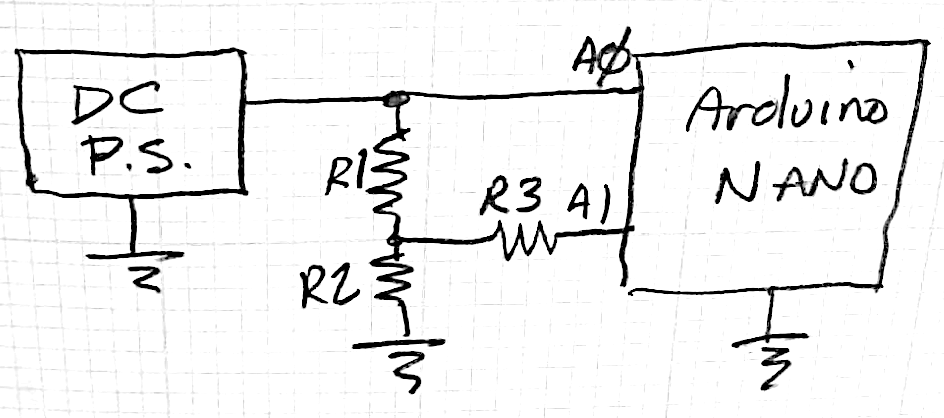 DC
P.S.
R1
R2
R3
A0
A1
Arduino
NANO